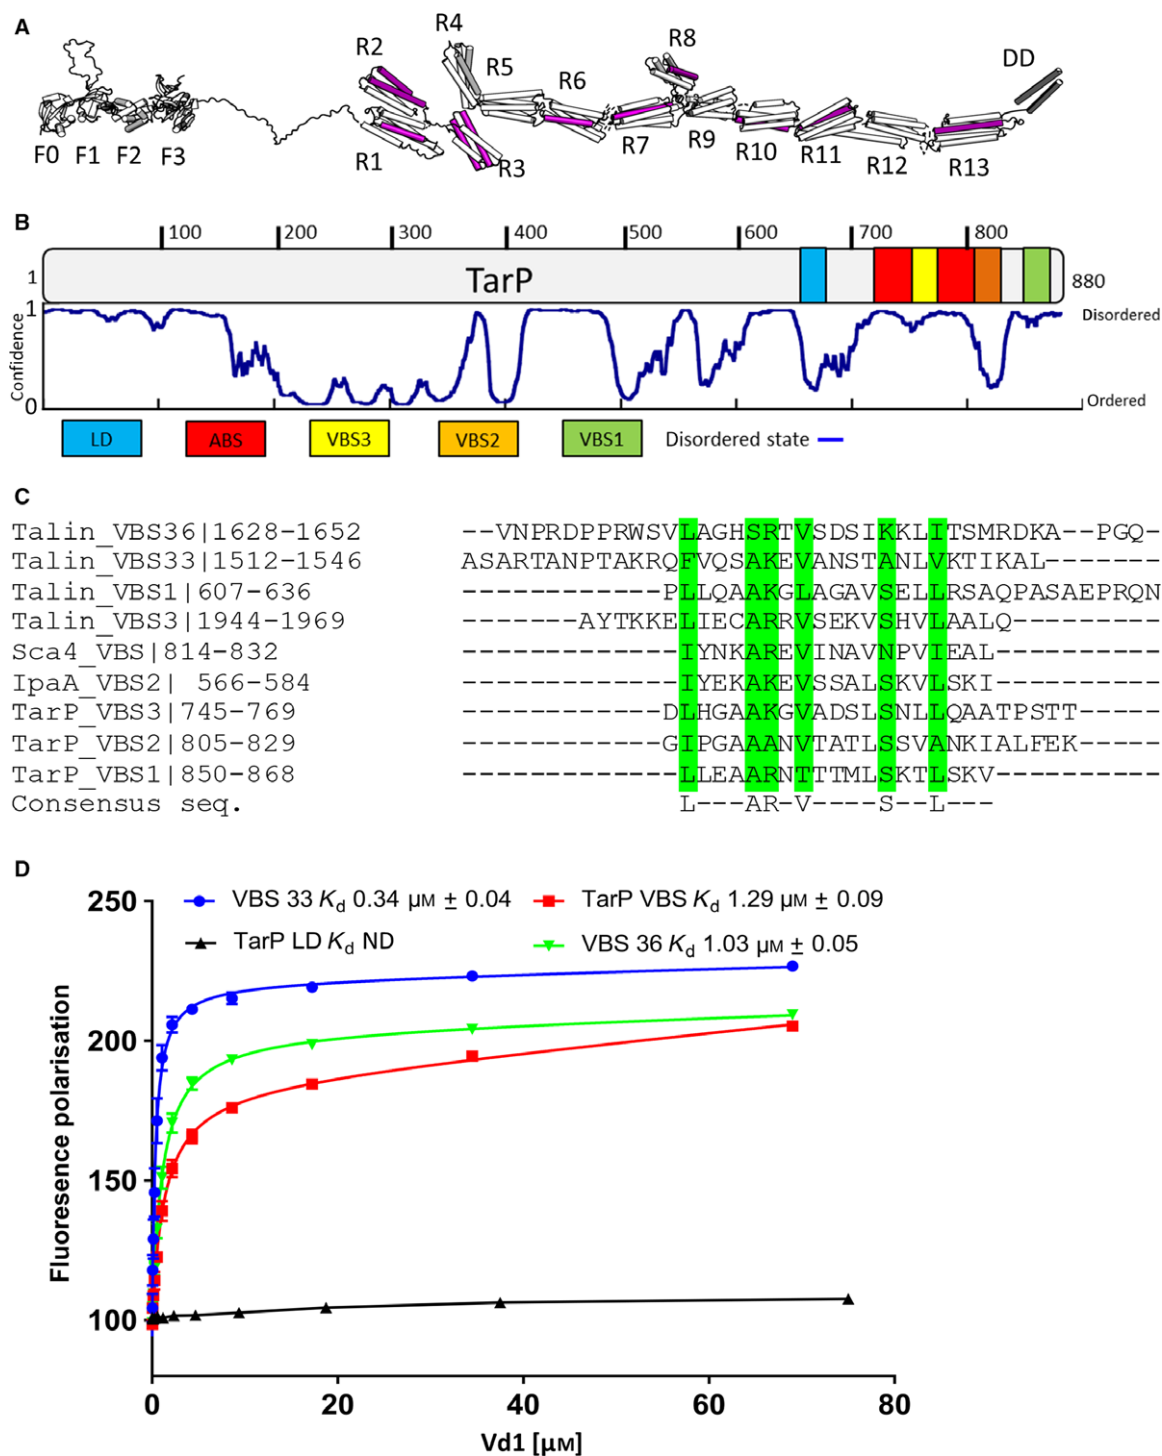 A
R4
R2
R8
DD
R5
R6
F0 F1 F2 F3
R1
R3
R7
R9
R10
R11
R12
R13
B
100 200 300 400 500 600 700 800
1 TarP 880
1 Disordered
Confidence
0 Ordered
LD ABS VBS3 VBS2 VBS1 Disordered state
C
Talin_VBS36|1628-1652 --VNPRDPPRWSVLAGHSRTVSDSIKKLITSMRDKA--PGQ-
Talin_VBS33|1512-1546 ASARTANPTAKRQFVQSAKEVANSTANLVKTIKAL-------
Talin_VBS1|607-636 ------------PLLQAAKGLAGAVSELLRSAQPASAEPRQN
Talin_VBS3|1944-1969 -------AYTKKELIECARRVSEKVSHVLAALQ---------
Sca4_VBS|814-832 -------------IYNKAREVINAVNPVIEAL----------
IpaA_VBS2| 566-584 -------------IYEKAKEVSSALSKVLSKI----------
TarP_VBS3|745-769 ------------DLHGAAKGVADSLSNLLQAATPSTT-----
TarP_VBS2|805-829 ------------GIPGAAANVTATLSSVANKIALFEK-----
TarP_VBS1|850-868 -------------LLEAARNTTTMLSKTLSKV----------
Consensus seq. L---AR-V----S--L---
D
VBS 33 Kd 0.34 μM ± 0.04
TarP VBS Kd 1.29 μM ± 0.09
TarP LD Kd ND
VBS 36 Kd 1.03 μM ± 0.05
Fluoresence polarisation
250
200
150
100
0 20 40 60 80
Vd1 [μM]